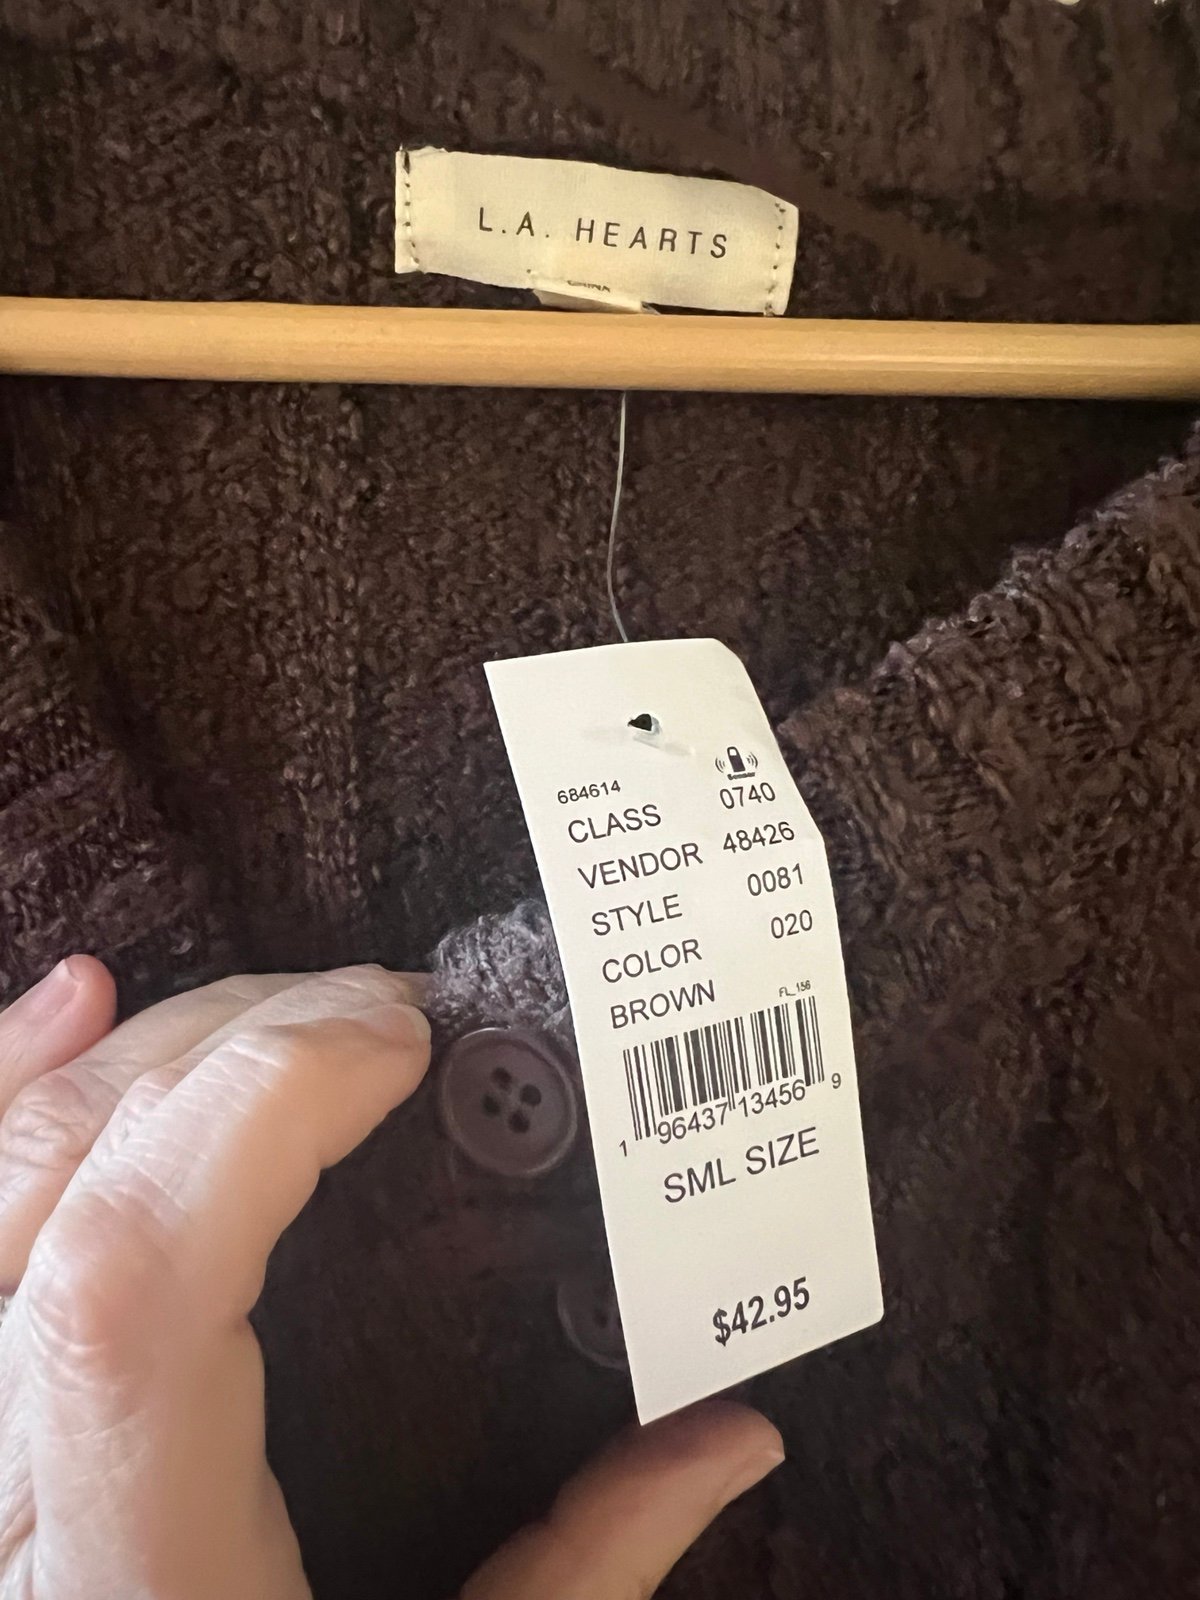 L.A. HEARTS
CHINA
684614
CLASS 0740
VENDOR 48426
STYLE 0081
COLOR 020
BROWN
FL_156
1 96437 13456 9
SML SIZE
$42.95